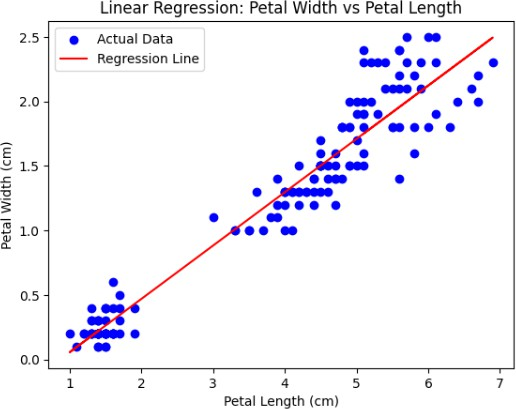 Linear Regression: Petal Width vs Petal Length
Actual Data
Regression Line
Petal Width (cm)
2.5
2.0
1.5
1.0
0.5
0.0
1 2 3 4 5 6 7
Petal Length (cm)